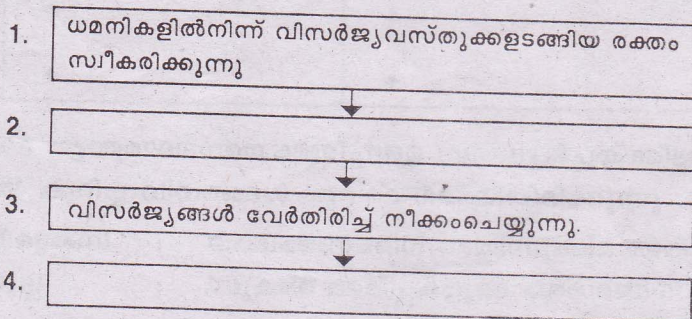 1. ധമനികളിൽനിന്ന് വിസർജ്യവസ്തുക്കളടങ്ങിയ രക്തം
സ്വീകരിക്കുന്നു
2.
3. വിസർജ്യങ്ങൾ വേർതിരിച്ച് നീക്കംചെയ്യുന്നു.
4.